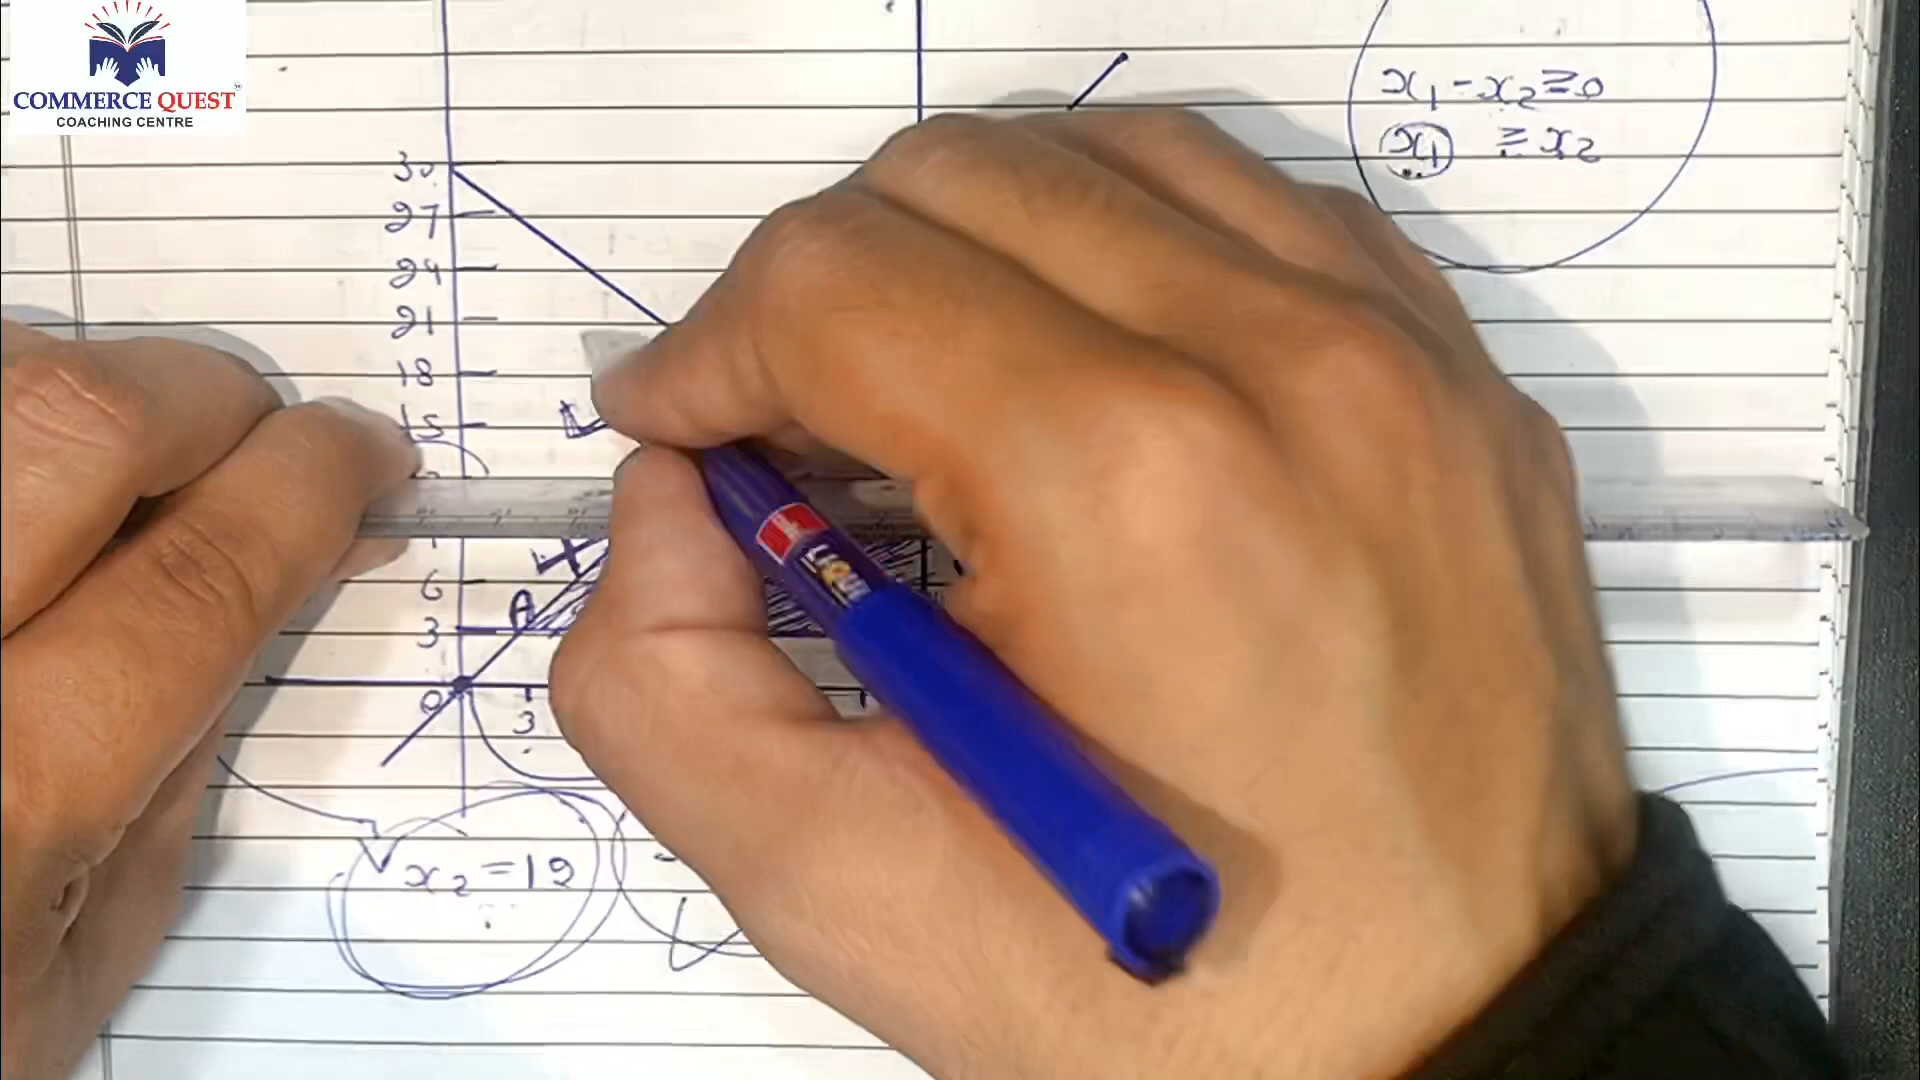 COMMERCE QUEST
COACHING CENTRE
x₁ - x₂ ≥ 0
x₁ ≥ x₂
30
27
24
21
18
15
6
A
3
0
3
x₂ = 12